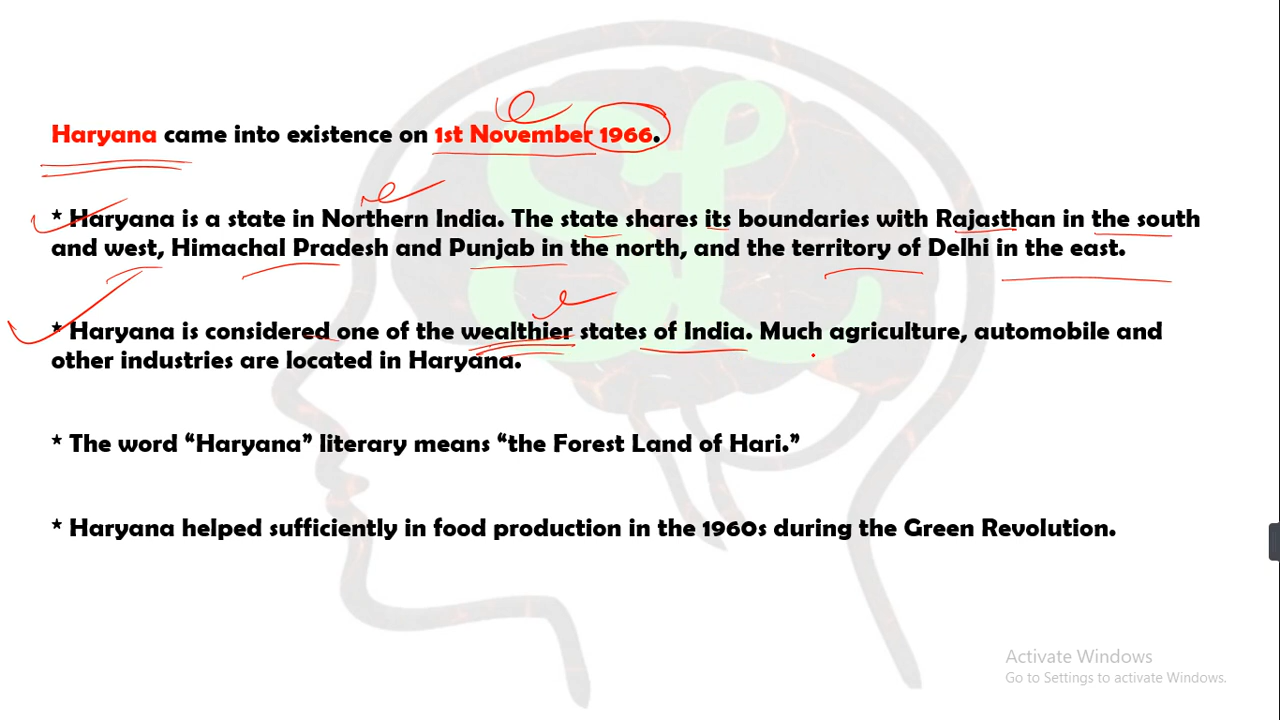 Haryana came into existence on 1st November 1966.
* Haryana is a state in Northern India. The state shares its boundaries with Rajasthan in the south
and west, Himachal Pradesh and Punjab in the north, and the territory of Delhi in the east.
* Haryana is considered one of the wealthier states of India. Much agriculture, automobile and
other industries are located in Haryana.
* The word “Haryana” literary means “the Forest Land of Hari.”
* Haryana helped sufficiently in food production in the 1960s during the Green Revolution.
SL
Activate Windows
Go to Settings to activate Windows.